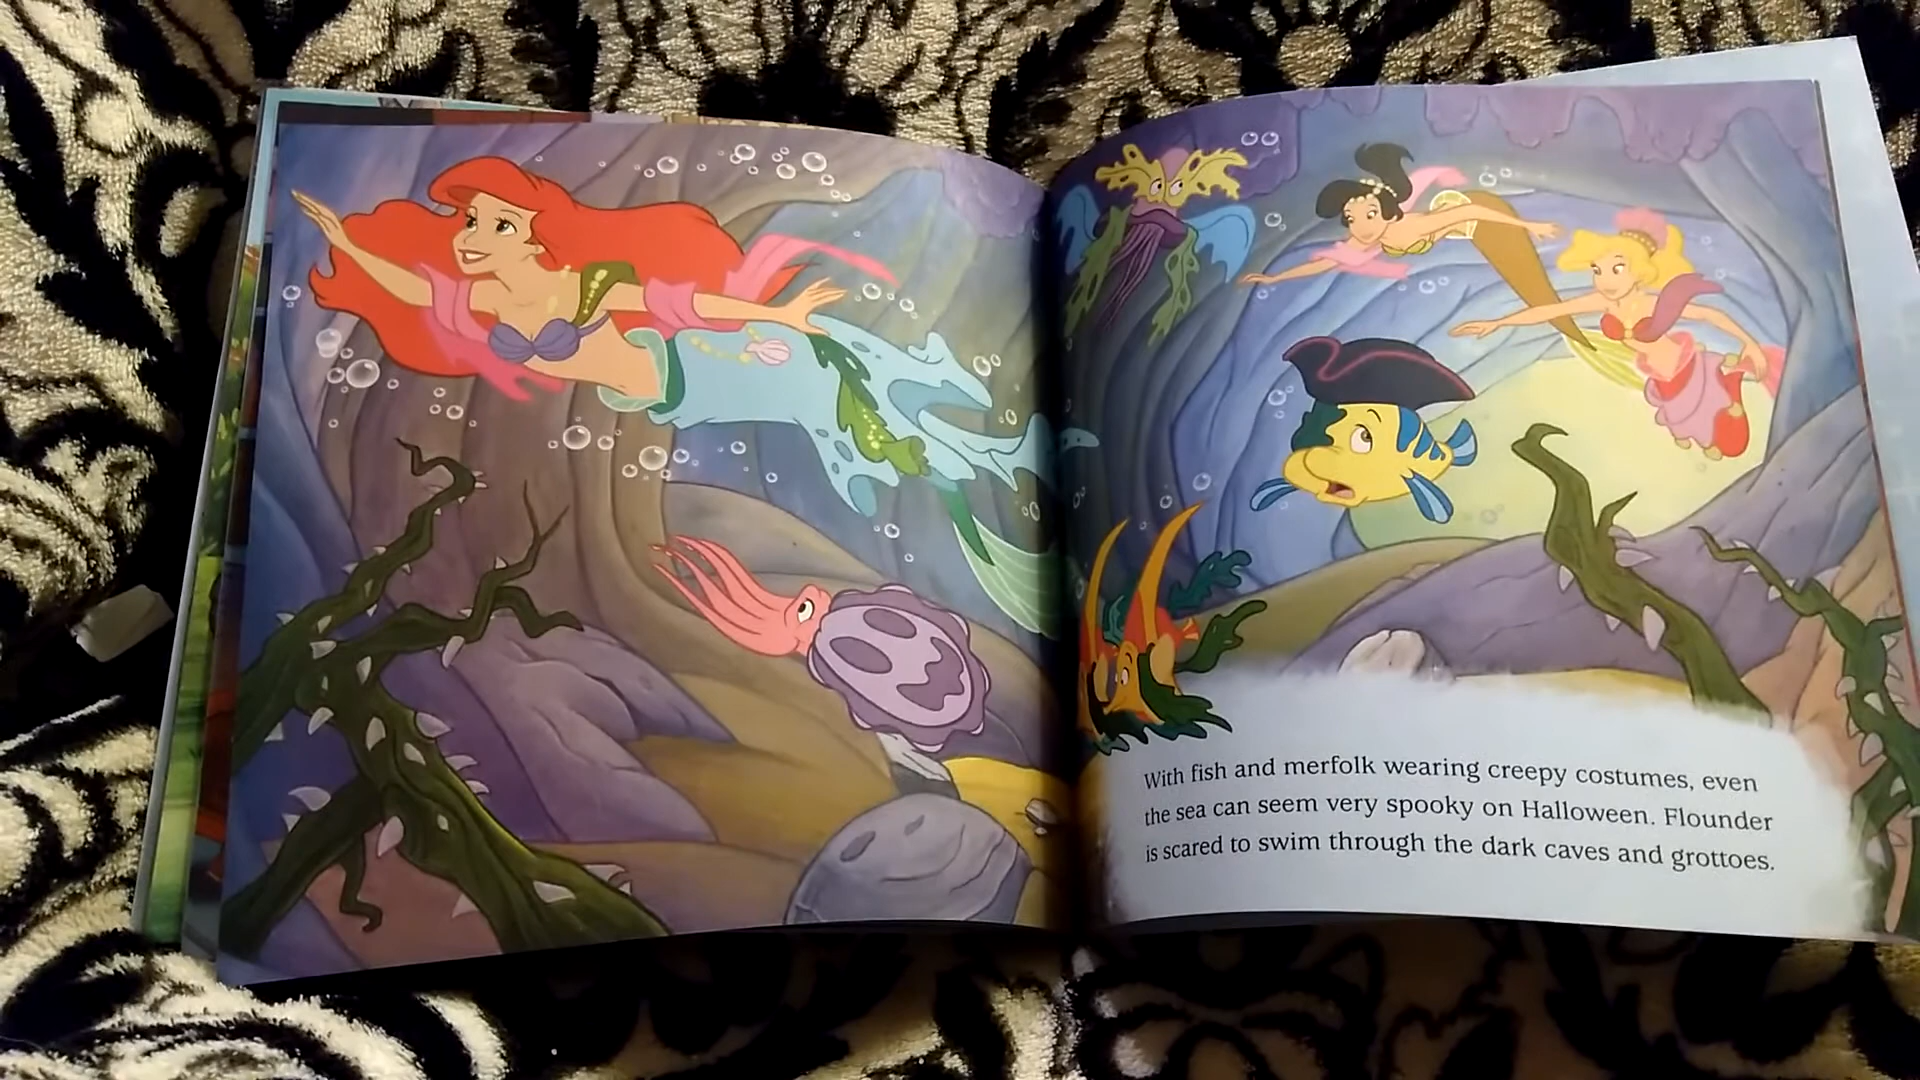 With fish and merfolk wearing creepy costumes, even
the sea can seem very spooky on Halloween. Flounder
is scared to swim through the dark caves and grottoes.